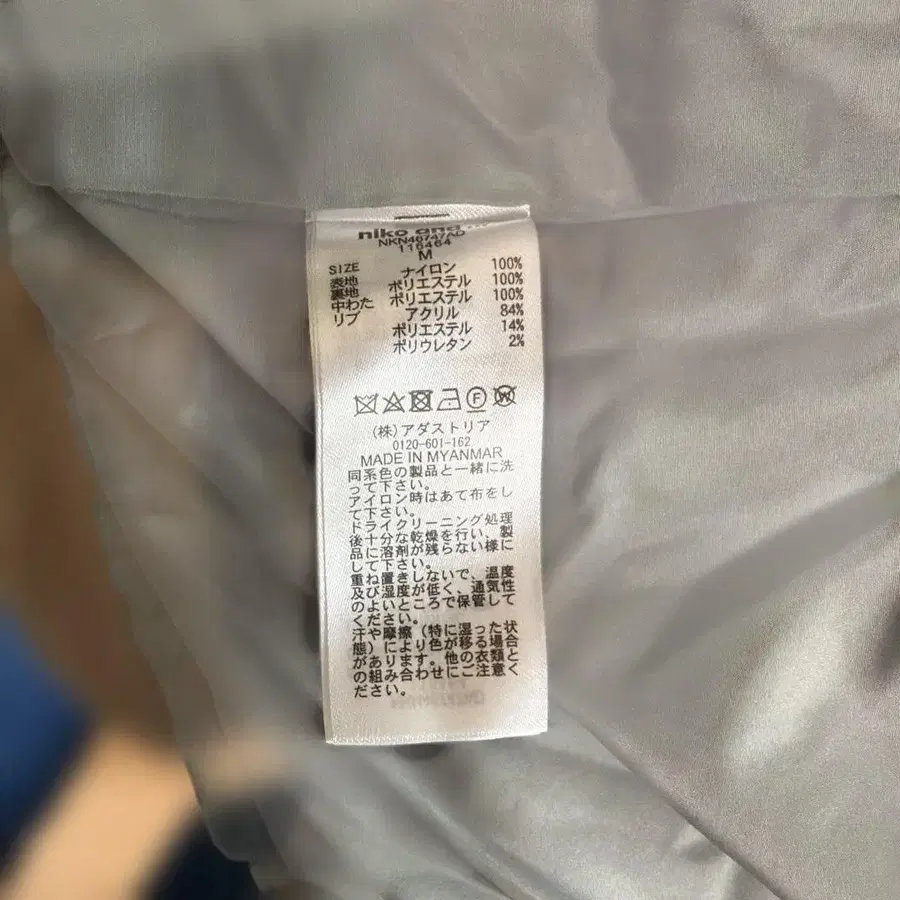 niko and ...
NKN46747AD
116464
SIZE M
表地 ナイロン 100%
裏地 ポリエステル 100%
中わた ポリエステル 100%
リブ アクリル 84%
ポリエステル 14%
ポリウレタン 2%
F W
(株)アダストリア
0120-601-162
MADE IN MYANMAR
同系色の製品と一緒に洗
って下さい。
アイロン時はあて布をし
て下さい。
ドライクリーニング処理
後十分な乾燥を行い、製
品に溶剤が残らない様に
して下さい。
重ね置きしないで、温度
及び湿度が低く、通気性
のよいところで保管して
ください。
汗や摩擦(特に湿った状
態)により色が移る場合
があります。他の衣類と
の組み合わせにご注意く
ださい。